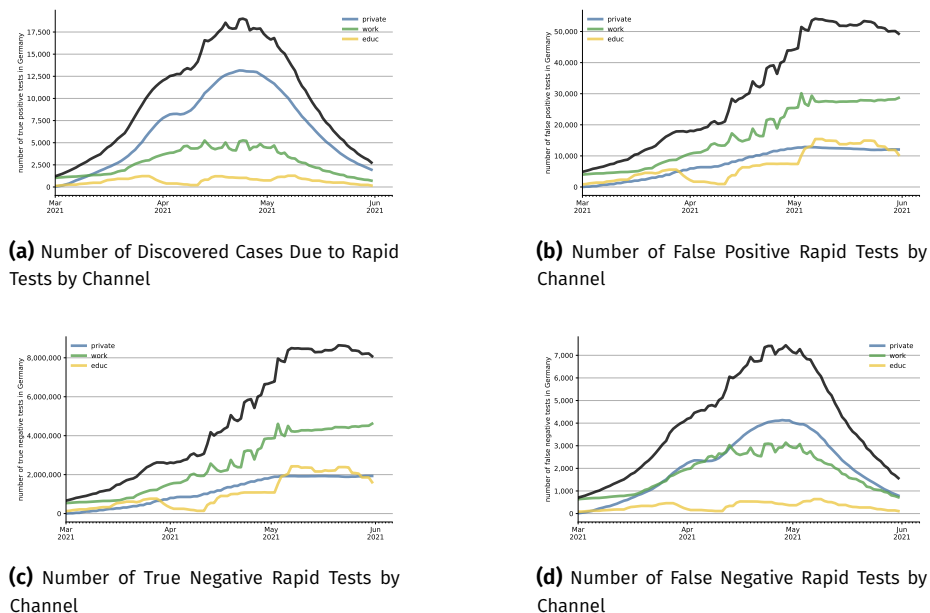 number of true positive tests in Germany
17,500
15,000
12,500
10,000
7,500
5,000
2,500
0
private
work
educ
Mar
2021
Apr
2021
May
2021
Jun
2021
(a) Number of Discovered Cases Due to Rapid
Tests by Channel
number of false positive tests in Germany
50,000
40,000
30,000
20,000
10,000
0
private
work
educ
Mar
2021
Apr
2021
May
2021
Jun
2021
(b) Number of False Positive Rapid Tests by
Channel
number of true negative tests in Germany
8,000,000
6,000,000
4,000,000
2,000,000
0
private
work
educ
Mar
2021
Apr
2021
May
2021
Jun
2021
(c) Number of True Negative Rapid Tests by
Channel
number of false negative tests in Germany
7,000
6,000
5,000
4,000
3,000
2,000
1,000
0
private
work
educ
Mar
2021
Apr
2021
May
2021
Jun
2021
(d) Number of False Negative Rapid Tests by
Channel